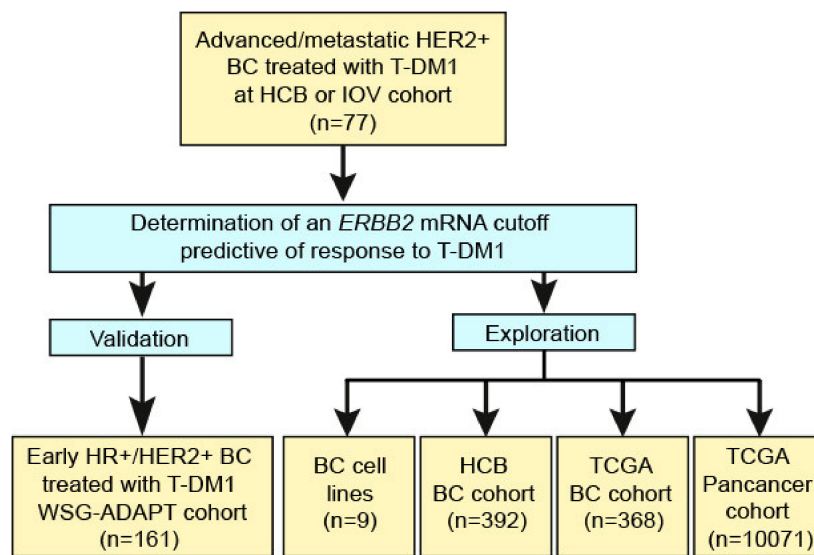 Advanced/metastatic HER2+
BC treated with T-DM1
at HCB or IOV cohort
(n=77)
Determination of an ERBB2 mRNA cutoff
predictive of response to T-DM1
Validation
Exploration
Early HR+/HER2+ BC
treated with T-DM1
WSG-ADAPT cohort
(n=161)
BC cell
lines
(n=9)
HCB
BC cohort
(n=392)
TCGA
BC cohort
(n=368)
TCGA
Pancancer
cohort
(n=10071)